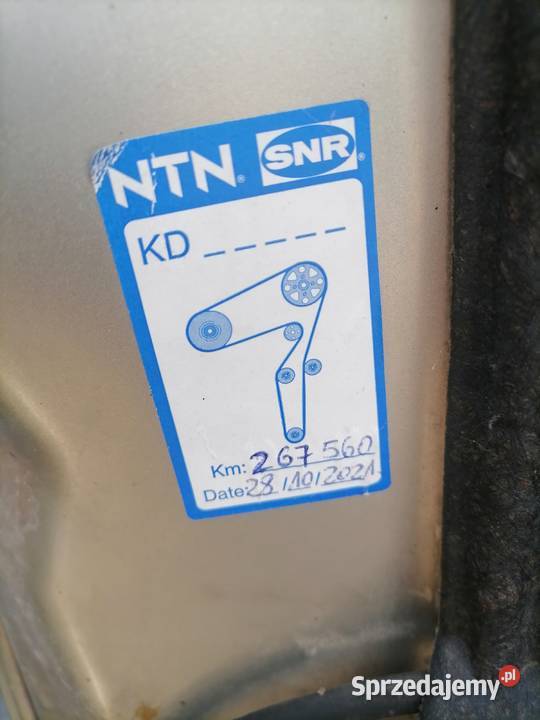 NTN® SNR®
KD _ _ _ _ _
Km: 267 560
Date: 28/10/2021
Sprzedajemy.pl